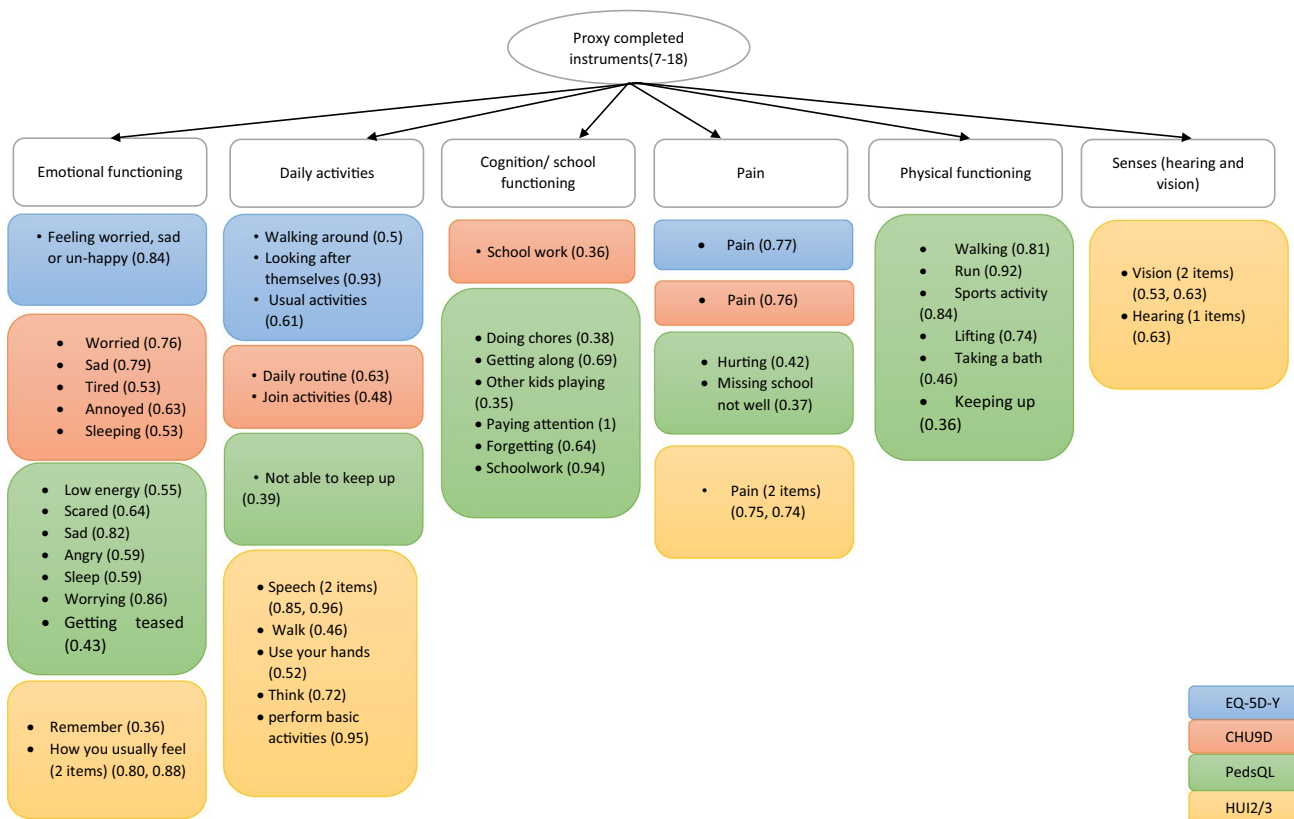 Proxy completed
instruments(7-18)
Emotional functioning
Daily activities
Cognition/ school
functioning
Pain
Physical functioning
Senses (hearing and
vision)
• Feeling worried, sad
or un-happy (0.84)
• Worried (0.76)
• Sad (0.79)
• Tired (0.53)
• Annoyed (0.63)
• Sleeping (0.53)
• Low energy (0.55)
• Scared (0.64)
• Sad (0.82)
• Angry (0.59)
• Sleep (0.59)
• Worrying (0.86)
• Getting teased
(0.43)
• Remember (0.36)
• How you usually feel
(2 items) (0.80, 0.88)
• Walking around (0.5)
• Looking after
themselves (0.93)
• Usual activities
(0.61)
• Daily routine (0.63)
• Join activities (0.48)
• Not able to keep up
(0.39)
• Speech (2 items)
(0.85, 0.96)
• Walk (0.46)
• Use your hands
(0.52)
• Think (0.72)
• perform basic
activities (0.95)
• School work (0.36)
• Doing chores (0.38)
• Getting along (0.69)
• Other kids playing
(0.35)
• Paying attention (1)
• Forgetting (0.64)
• Schoolwork (0.94)
• Pain (0.77)
• Pain (0.76)
• Hurting (0.42)
• Missing school
not well (0.37)
• Pain (2 items)
(0.75, 0.74)
• Walking (0.81)
• Run (0.92)
• Sports activity
(0.84)
• Lifting (0.74)
• Taking a bath
(0.46)
• Keeping up
(0.36)
• Vision (2 items)
(0.53, 0.63)
• Hearing (1 items)
(0.63)
EQ-5D-Y
CHU9D
PedsQL
HUI2/3